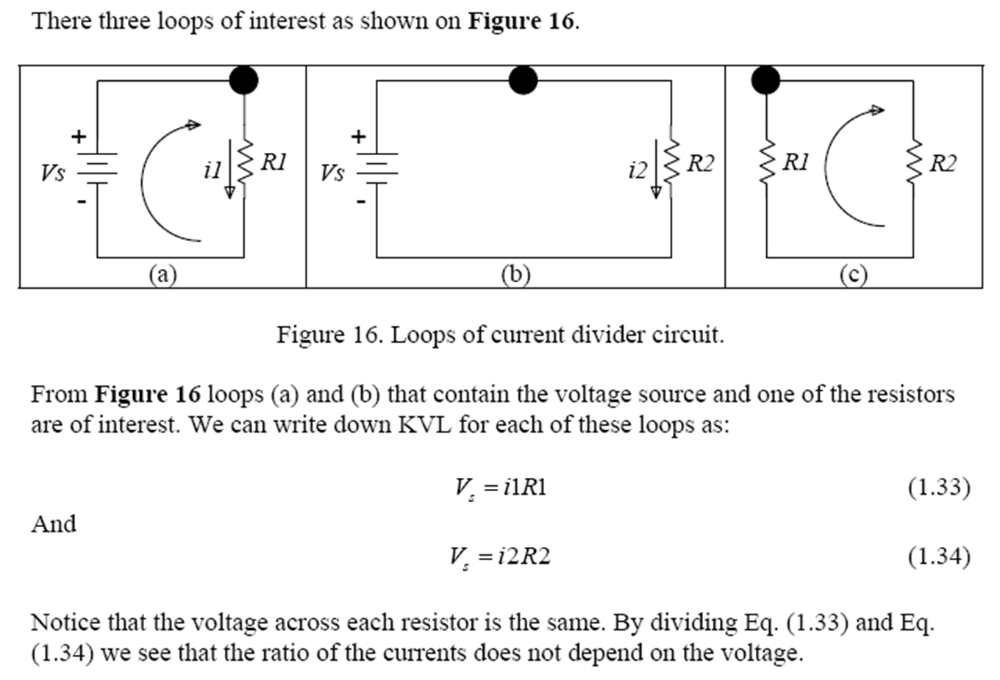 There three loops of interest as shown on Figure 16.
+
Vs
-
i1
R1
(a)
+
Vs
-
i2
R2
(b)
R1
R2
(c)
Figure 16. Loops of current divider circuit.
From Figure 16 loops (a) and (b) that contain the voltage source and one of the resistors
are of interest. We can write down KVL for each of these loops as:
V_s = i1R1 (1.33)
And
V_s = i2R2 (1.34)
Notice that the voltage across each resistor is the same. By dividing Eq. (1.33) and Eq.
(1.34) we see that the ratio of the currents does not depend on the voltage.